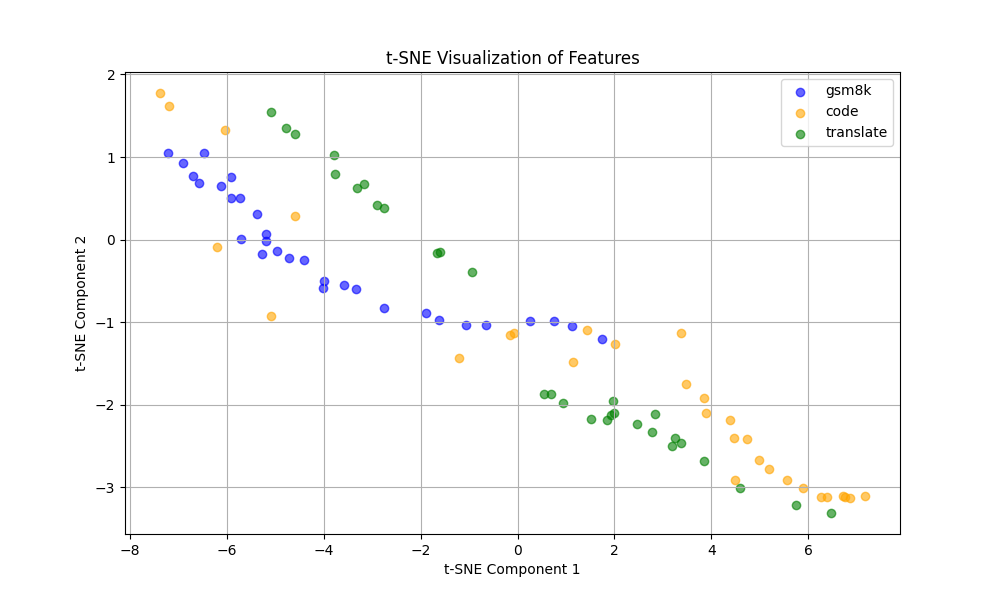 t-SNE Visualization of Features
gsm8k
code
translate
t-SNE Component 2
2
1
0
−1
−2
−3
−8
−6
−4
−2
0
2
4
6
t-SNE Component 1